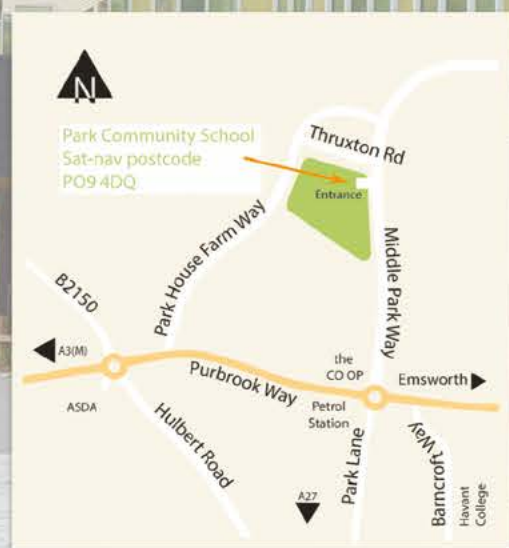 N
Park Community School
Sat-nav postcode
PO9 4DQ
Thruxton Rd
Entrance
Park House Farm Way
Middle Park Way
B2150
A3(M)
the
CO OP
Purbrook Way
Emsworth
ASDA
Petrol
Station
Hulbert Road
A27
Park Lane
Barncroft Way
Havant
College